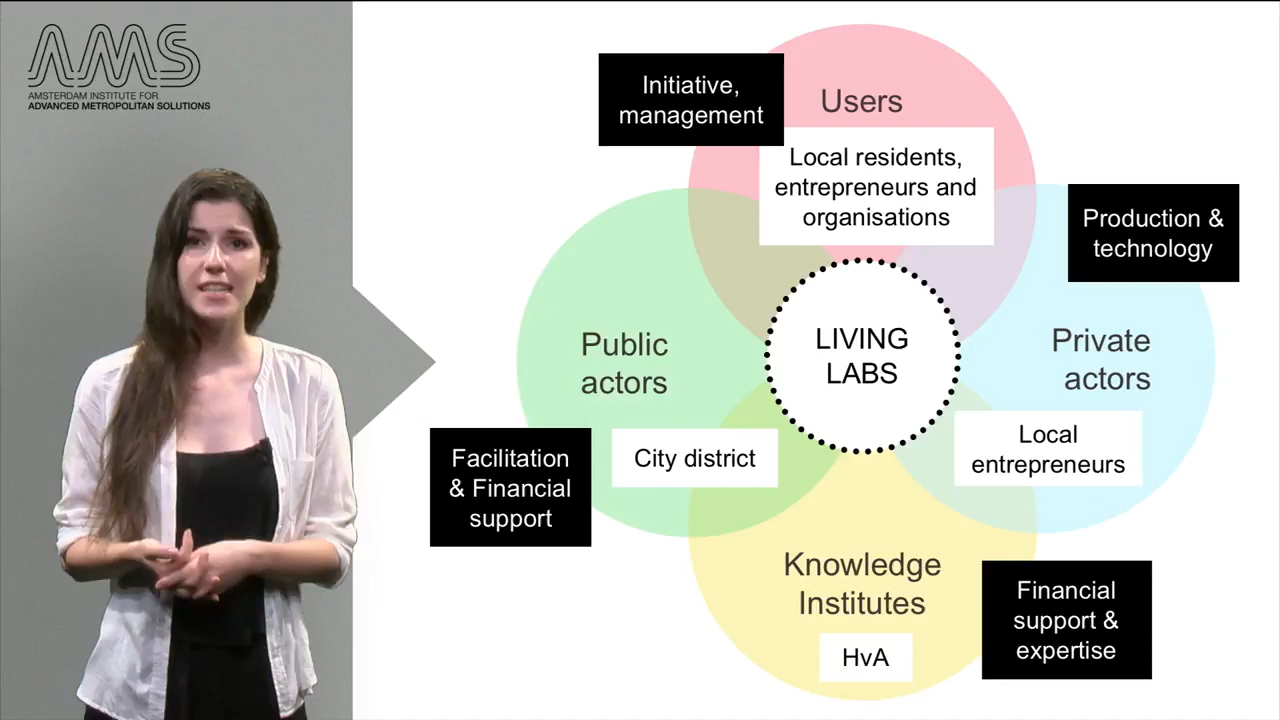 AMS
AMSTERDAM INSTITUTE FOR
ADVANCED METROPOLITAN SOLUTIONS
Initiative,
management
Users
Local residents,
entrepreneurs and
organisations
Production &
technology
Public
actors
LIVING
LABS
Private
actors
Facilitation
& Financial
support
City district
Local
entrepreneurs
Knowledge
Institutes
HvA
Financial
support &
expertise